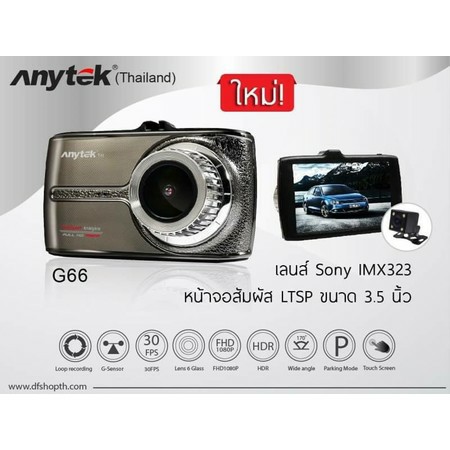 Anytek® (Thailand)
ใหม่!
Anytek
G66
เลนส์ Sony IMX323
หน้าจอสัมผัส LTSP ขนาด 3.5 นิ้ว
30 FPS
FHD 1080P
HDR
170°
P
Loop recording
G-Sensor
30FPS
Lens 6 Glass
FHD1080P
HDR
Wide angle
Parking Mode
Touch Screen
www.dfshopth.com